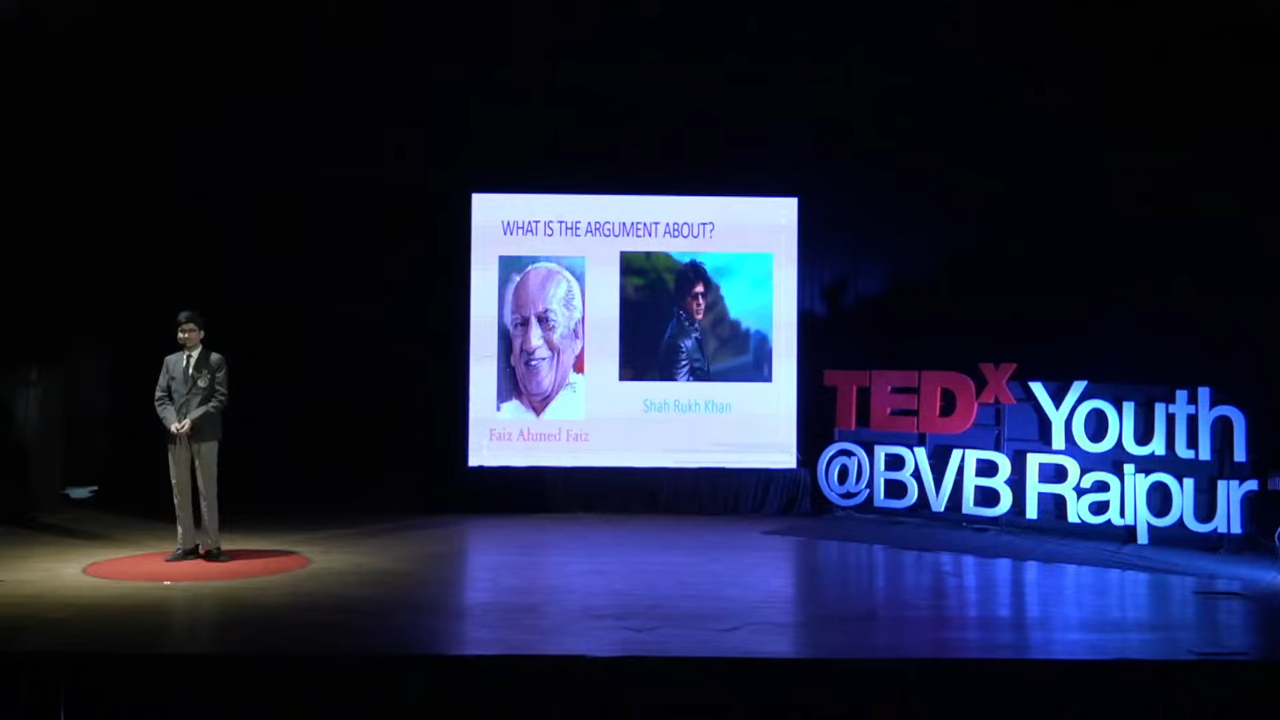 WHAT IS THE ARGUMENT ABOUT?
Shah Rukh Khan
Faiz Ahmed Faiz
TEDx Youth
@BVB Raipur